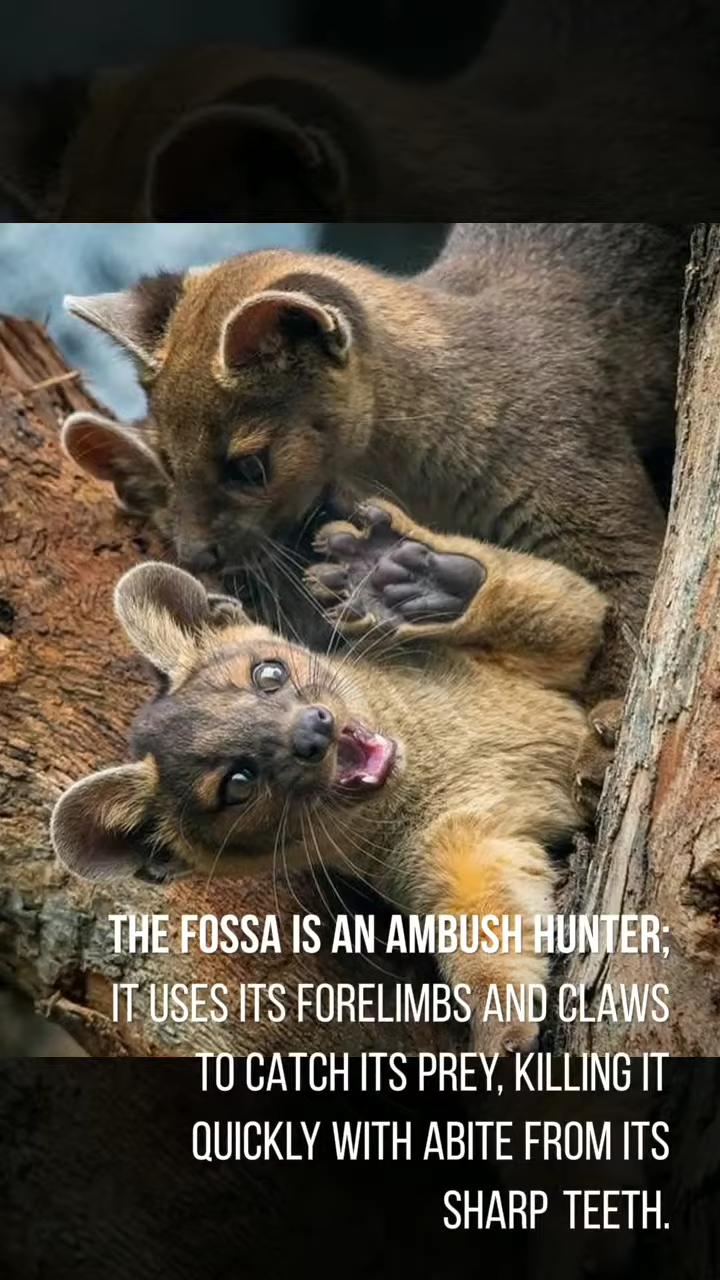 THE FOSSA IS AN AMBUSH HUNTER;
IT USES ITS FORELIMBS AND CLAWS
TO CATCH ITS PREY, KILLING IT
QUICKLY WITH ABITE FROM ITS
SHARP TEETH.